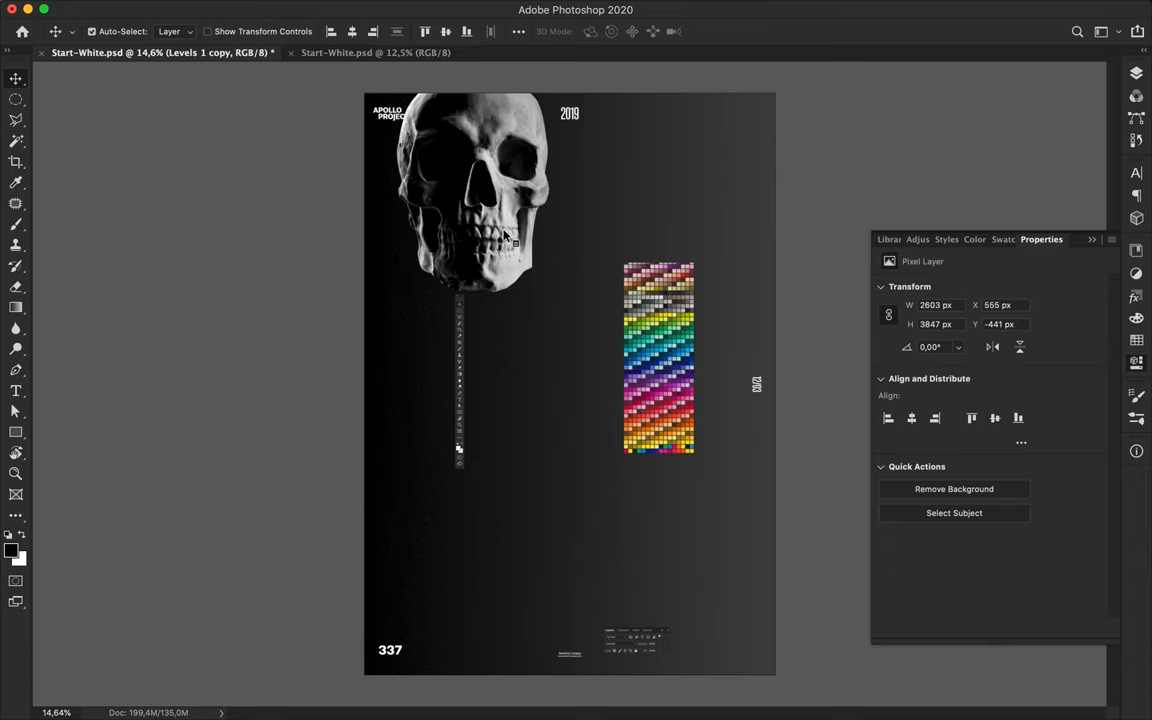 Adobe Photoshop 2020
Auto-Select: Layer Show Transform Controls 3D Mode:
Start-White.psd @ 14,6% (Levels 1 copy, RGB/8) * Start-White.psd @ 12,5% (RGB/8)
APOLLO
PROJEC
2019
12/03
337
Librar Adjus Styles Color Swatc Properties
Pixel Layer
Transform
W 2603 px X 555 px
H 3847 px Y -441 px
0,00°
Align and Distribute
Align:
Quick Actions
Remove Background
Select Subject
14,64% Doc: 199,4M/135,0M